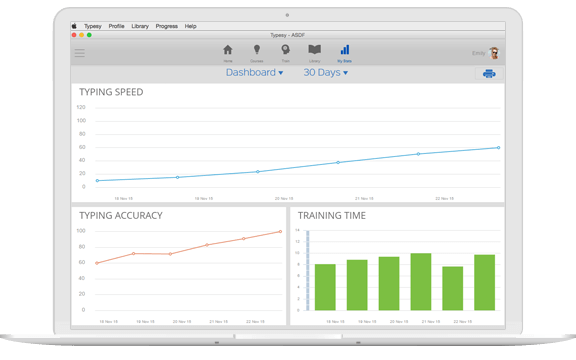 Typesy Profile Library Progress Help
Typesy - ASDF
Home Courses Train Library My Stats
Emily
Dashboard 30 Days
TYPING SPEED
120
100
80
60
40
20
0
18 Nov 15 19 Nov 15 20 Nov 15 21 Nov 15 22 Nov 15
TYPING ACCURACY
100
80
60
40
20
0
18 Nov 15 19 Nov 15 20 Nov 15 21 Nov 15 22 Nov 15
TRAINING TIME
14
12
10
8
6
4
2
0
18 Nov 15 19 Nov 15 20 Nov 15 21 Nov 15 22 Nov 15